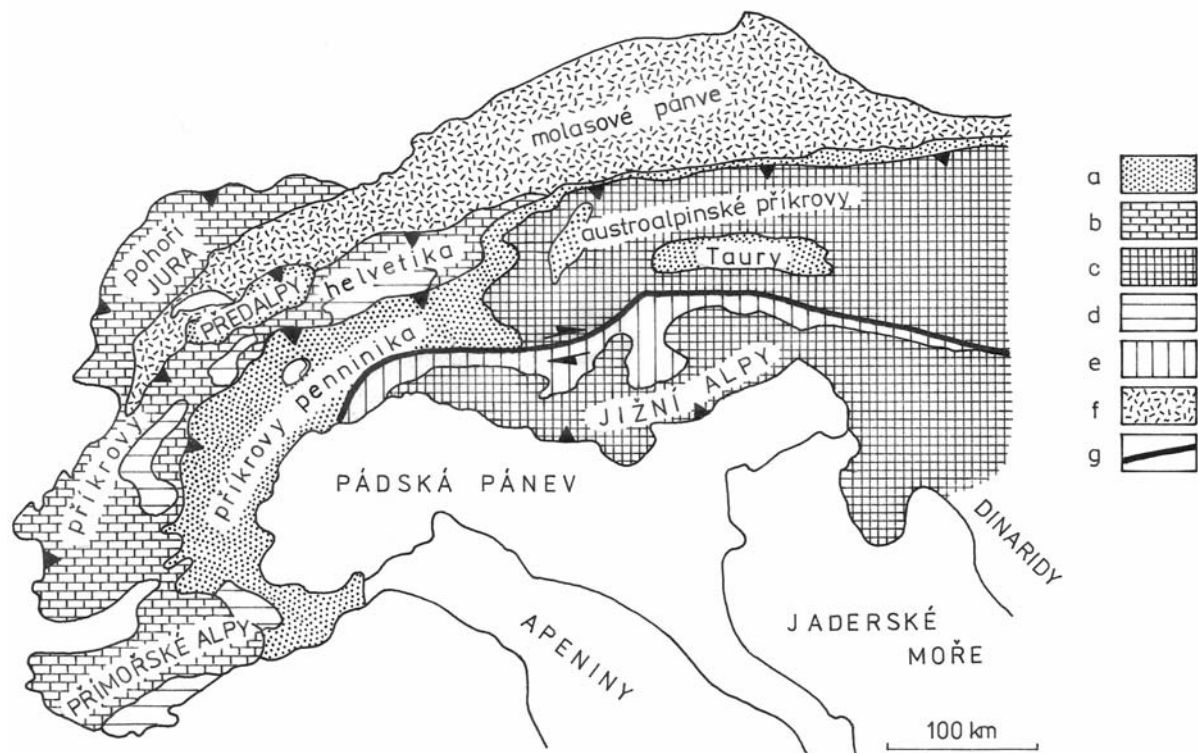 molasové pánve
austroalpinské příkrovy
Taury
pohoří
JURA
PŘEDALPY
helvetika
příkrovy
příkrovy penninika
JIŽNÍ ALPY
PÁDSKÁ PÁNEV
PŘÍMOŘSKÉ ALPY
APENINY
JADERSKÉ
MOŘE
DINARIDY
100 km
a
b
c
d
e
f
g